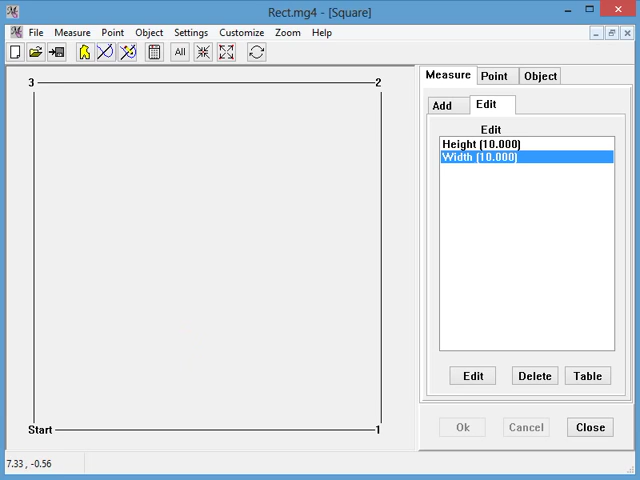 Rect.mg4 - [Square]
File Measure Point Object Settings Customize Zoom Help
All
Measure Point Object
Add Edit
Edit
Height (10.000)
Width (10.000)
3 2
Start 1
Edit Delete Table
Ok Cancel Close
7.33 , -0.56